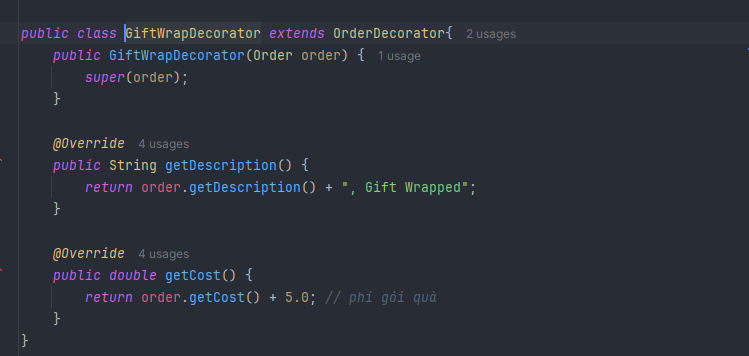 public class GiftWrapDecorator extends OrderDecorator{ 2 usages
public GiftWrapDecorator(Order order) { 1 usage
super(order);
}
@Override 4 usages
public String getDescription() {
return order.getDescription() + ", Gift Wrapped";
}
@Override 4 usages
public double getCost() {
return order.getCost() + 5.0; // phí gói quà
}
}